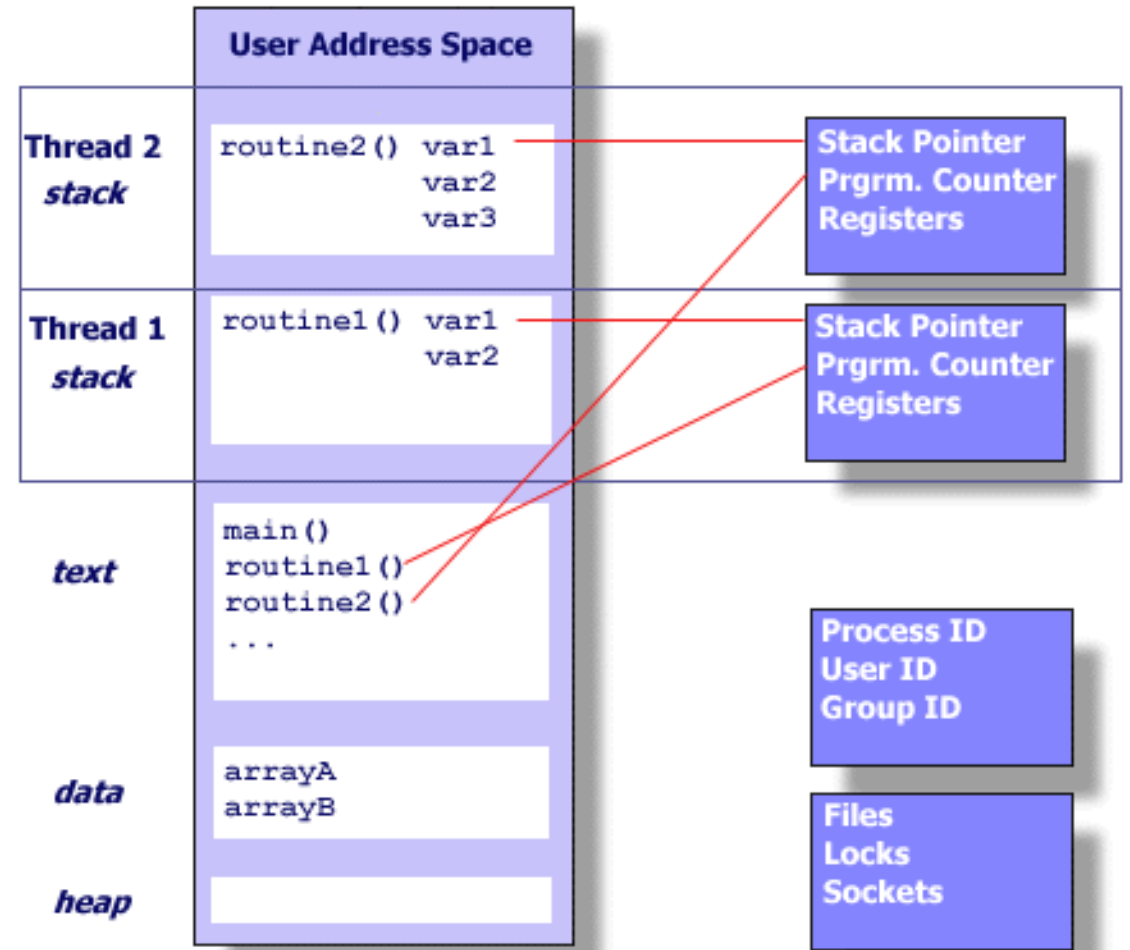 User Address Space
Thread 2
stack
routine2() var1
var2
var3
Stack Pointer
Prgrm. Counter
Registers
Thread 1
stack
routine1() var1
var2
Stack Pointer
Prgrm. Counter
Registers
text
main()
routine1()
routine2()
...
Process ID
User ID
Group ID
data
arrayA
arrayB
Files
Locks
Sockets
heap